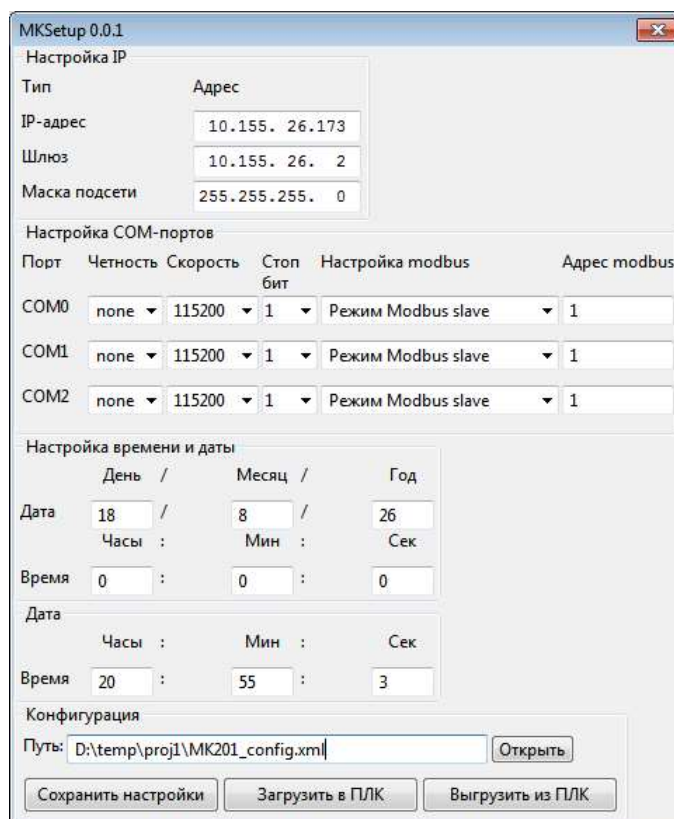 MKSetup 0.0.1
Настройка IP
Тип Адрес
IP-адрес 10.155. 26.173
Шлюз 10.155. 26. 2
Маска подсети 255.255.255. 0
Настройка COM-портов
Порт Четность Скорость Стоп бит Настройка modbus Адрес modbus
COM0 none 115200 1 Режим Modbus slave 1
COM1 none 115200 1 Режим Modbus slave 1
COM2 none 115200 1 Режим Modbus slave 1
Настройка времени и даты
День / Месяц / Год
Дата 18 / 8 / 26
Часы : Мин : Сек
Время 0 : 0 : 0
Дата
Часы : Мин : Сек
Время 20 : 55 : 3
Конфигурация
Путь: D:\temp\proj1\MK201_config.xml Открыть
Сохранить настройки Загрузить в ПЛК Выгрузить из ПЛК